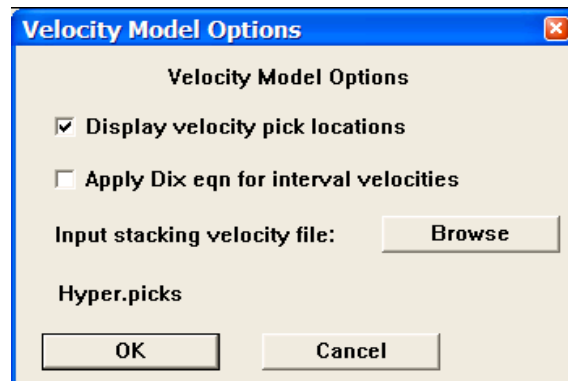 Velocity Model Options
Velocity Model Options
Display velocity pick locations
Apply Dix eqn for interval velocities
Input stacking velocity file: Browse
Hyper.picks
OK Cancel